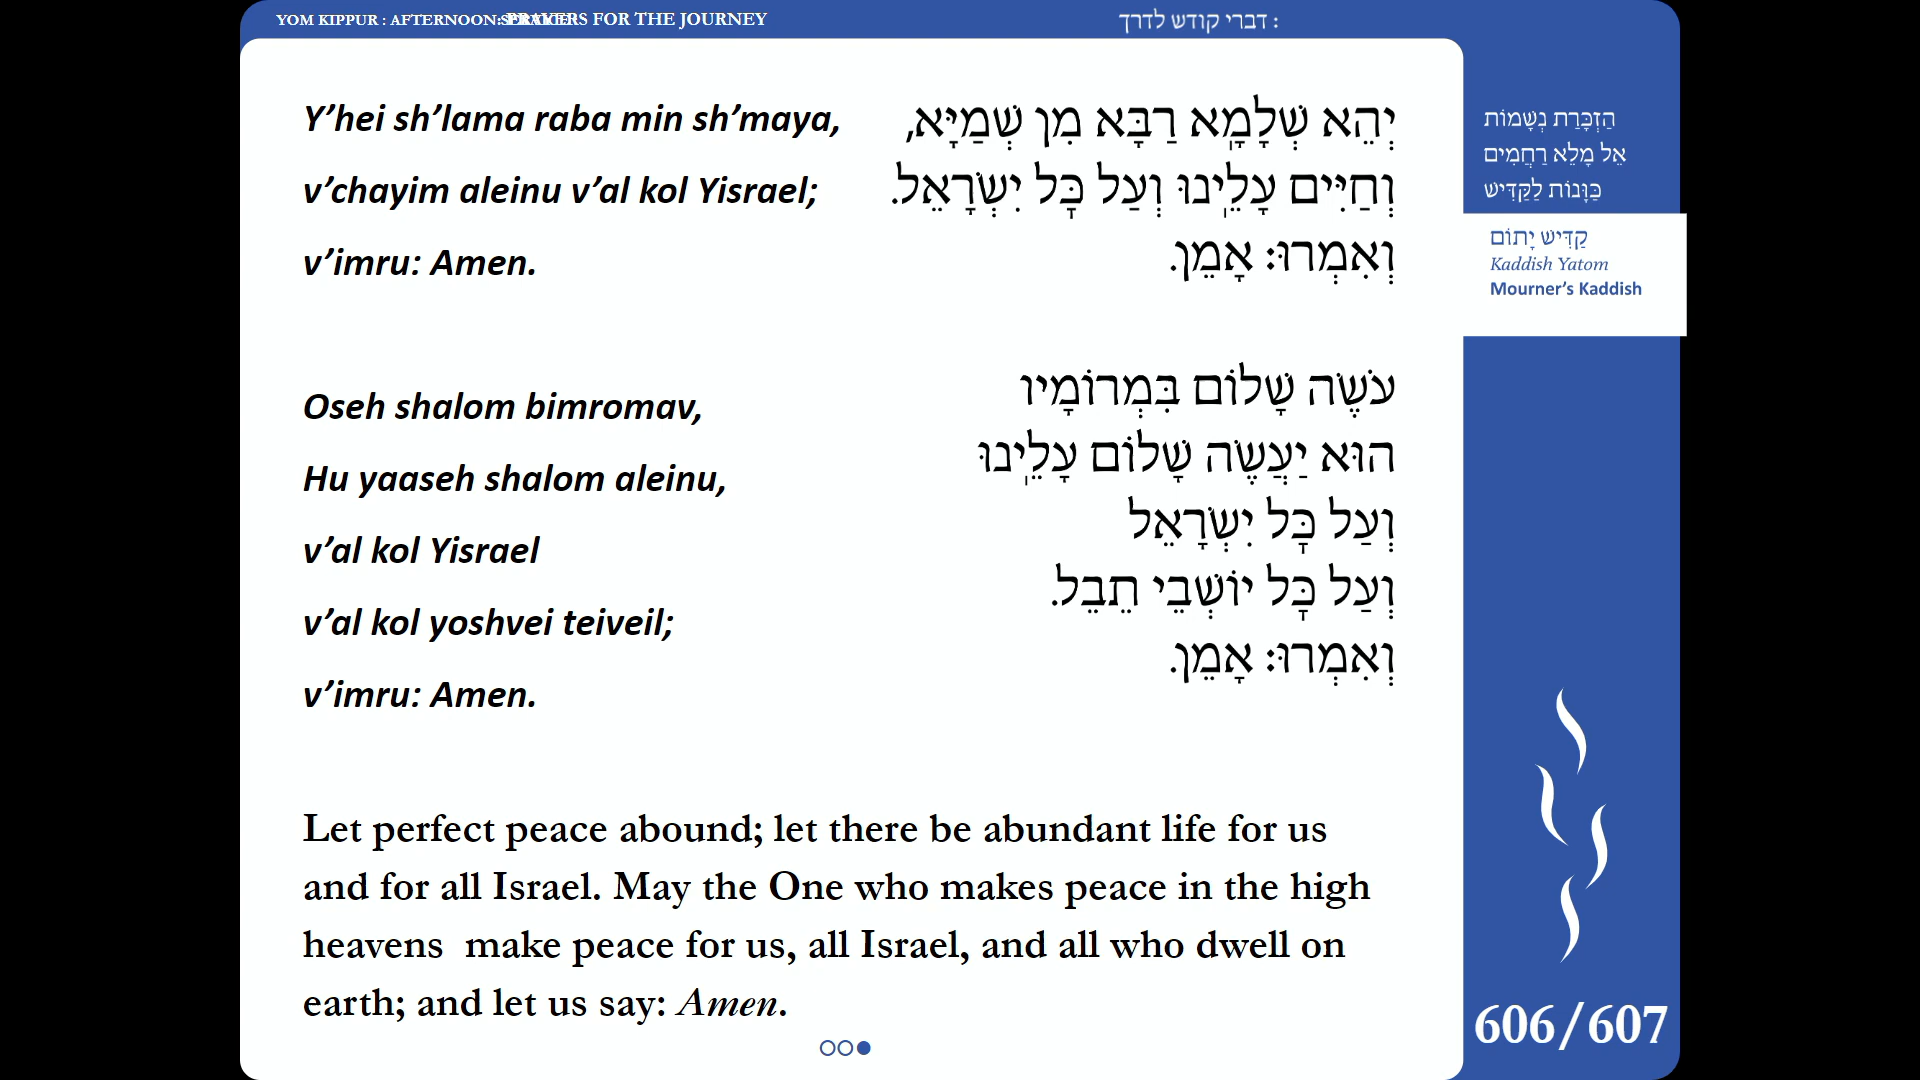 YOM KIPPUR : AFTERNOON: PRAYERS FOR THE JOURNEY
דברי קודש לדרך :
Y’hei sh’lama raba min sh’maya,
v’chayim aleinu v’al kol Yisrael;
v’imru: Amen.
יְהֵא שְׁלָמָֽא רַבָּא מִן שְׁמַיָּא,
וְחַיִּים עָלֵֽינוּ וְעַל כׇּל יִשְׂרָאֵל.
וְאִמְרוּ: אָמֵן.
Oseh shalom bimromav,
Hu yaaseh shalom aleinu,
v’al kol Yisrael
v’al kol yoshvei teiveil;
v’imru: Amen.
עֹשֶׂה שָׁלוֹם בִּמְרוֹמָיו
הוּא יַעֲשֶׂה שָׁלוֹם עָלֵֽינוּ
וְעַל כׇּל יִשְׂרָאֵל
וְעַל כׇּל יוֹשְׁבֵי תֵבֵל.
וְאִמְרוּ: אָמֵן.
Let perfect peace abound; let there be abundant life for us
and for all Israel. May the One who makes peace in the high
heavens  make peace for us, all Israel, and all who dwell on
earth; and let us say: Amen.
הַזְכָּרַת נְשָׁמוֹת
אֵל מָלֵא רַחֲמִים
כַּוָּנוֹת לַקַּדִּישׁ
קַדִּישׁ יָתוֹם
Kaddish Yatom
Mourner’s Kaddish
606/607